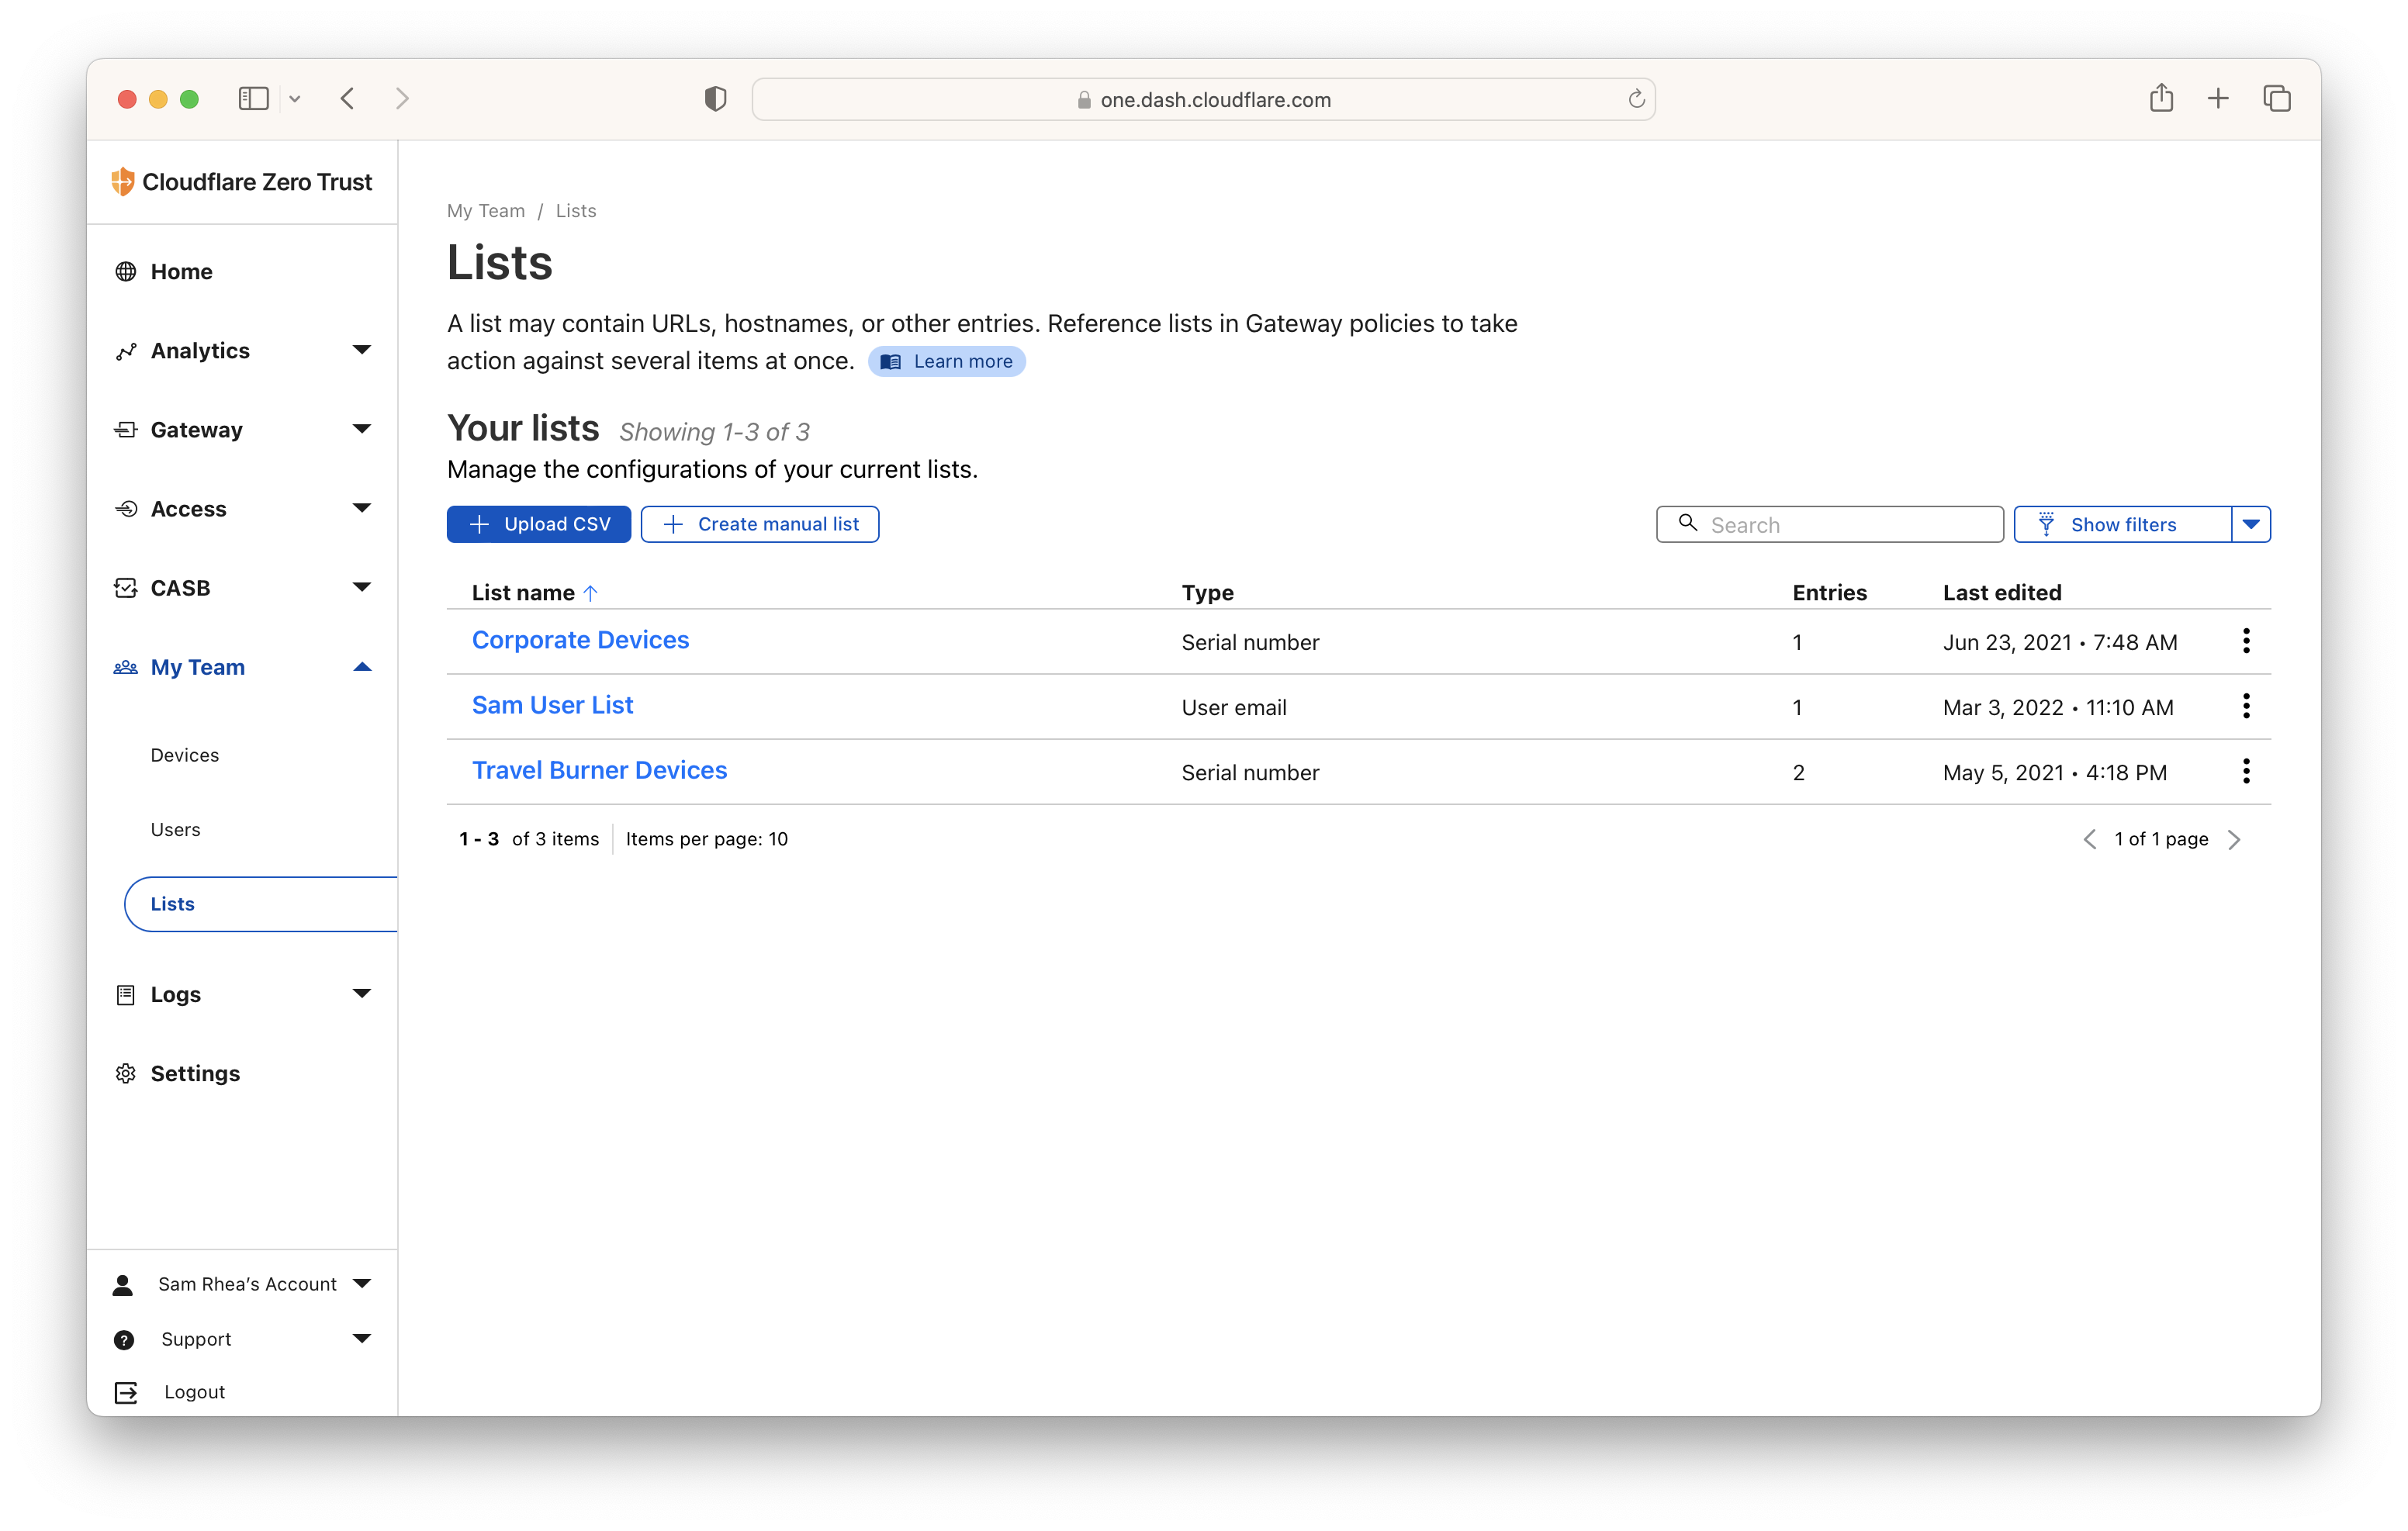 one.dash.cloudflare.com
Cloudflare Zero Trust
Home
Analytics
Gateway
Access
CASB
My Team
Devices
Users
Lists
Logs
Settings
Sam Rhea’s Account
Support
Logout
My Team / Lists
Lists
A list may contain URLs, hostnames, or other entries. Reference lists in Gateway policies to take
action against several items at once. Learn more
Your lists Showing 1-3 of 3
Manage the configurations of your current lists.
Upload CSV Create manual list Search Show filters
List name Type Entries Last edited
Corporate Devices Serial number 1 Jun 23, 2021 • 7:48 AM
Sam User List User email 1 Mar 3, 2022 • 11:10 AM
Travel Burner Devices Serial number 2 May 5, 2021 • 4:18 PM
1 - 3 of 3 items Items per page: 10 1 of 1 page